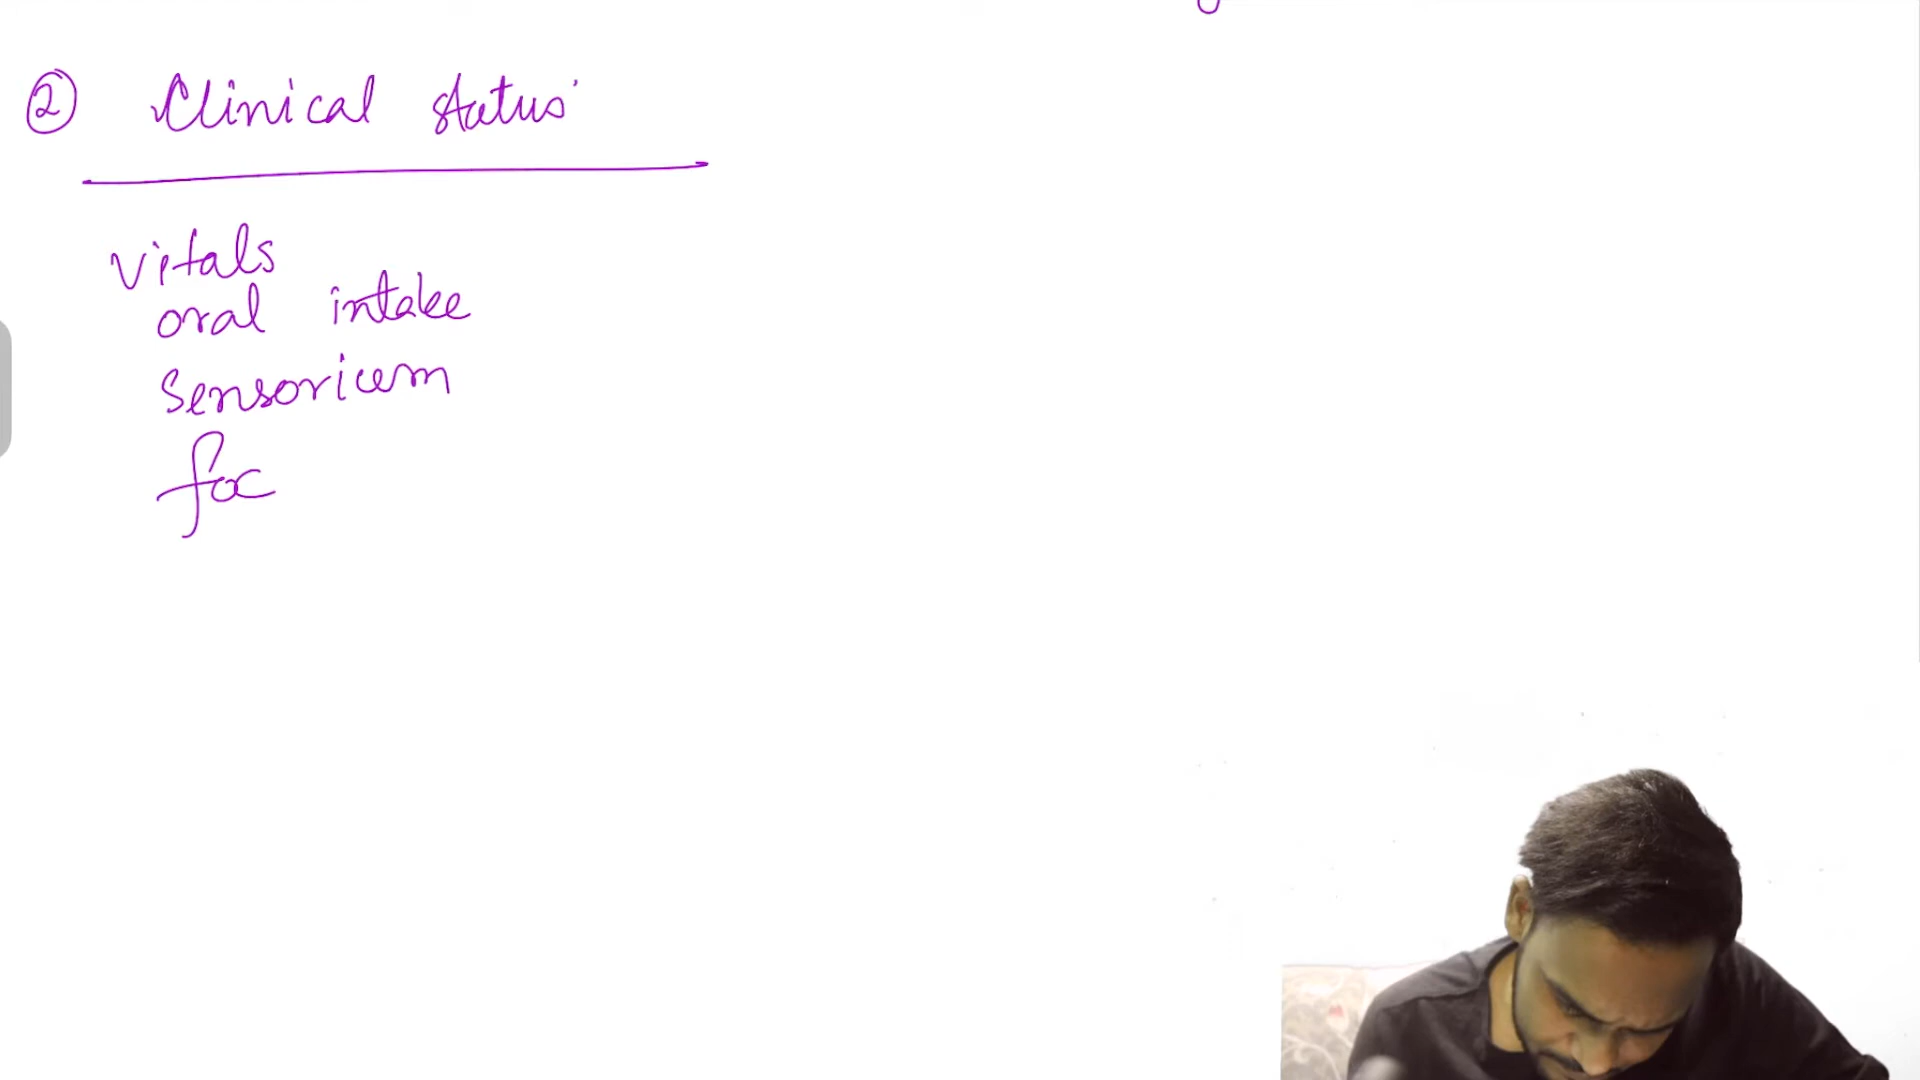 ② Clinical status
vitals
oral intake
sensorium
foc